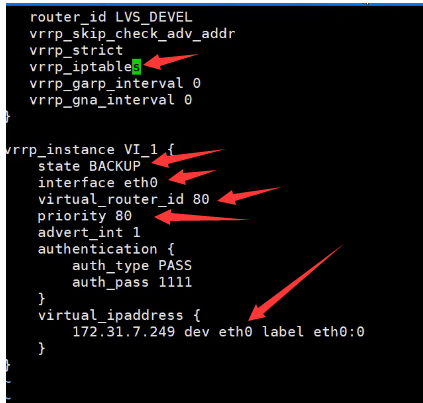 router_id LVS_DEVEL
vrrp_skip_check_adv_addr
vrrp_strict
vrrp_iptables
vrrp_garp_interval 0
vrrp_gna_interval 0
}
vrrp_instance VI_1 {
state BACKUP
interface eth0
virtual_router_id 80
priority 80
advert_int 1
authentication {
auth_type PASS
auth_pass 1111
}
virtual_ipaddress {
172.31.7.249 dev eth0 label eth0:0
}
}
~
~